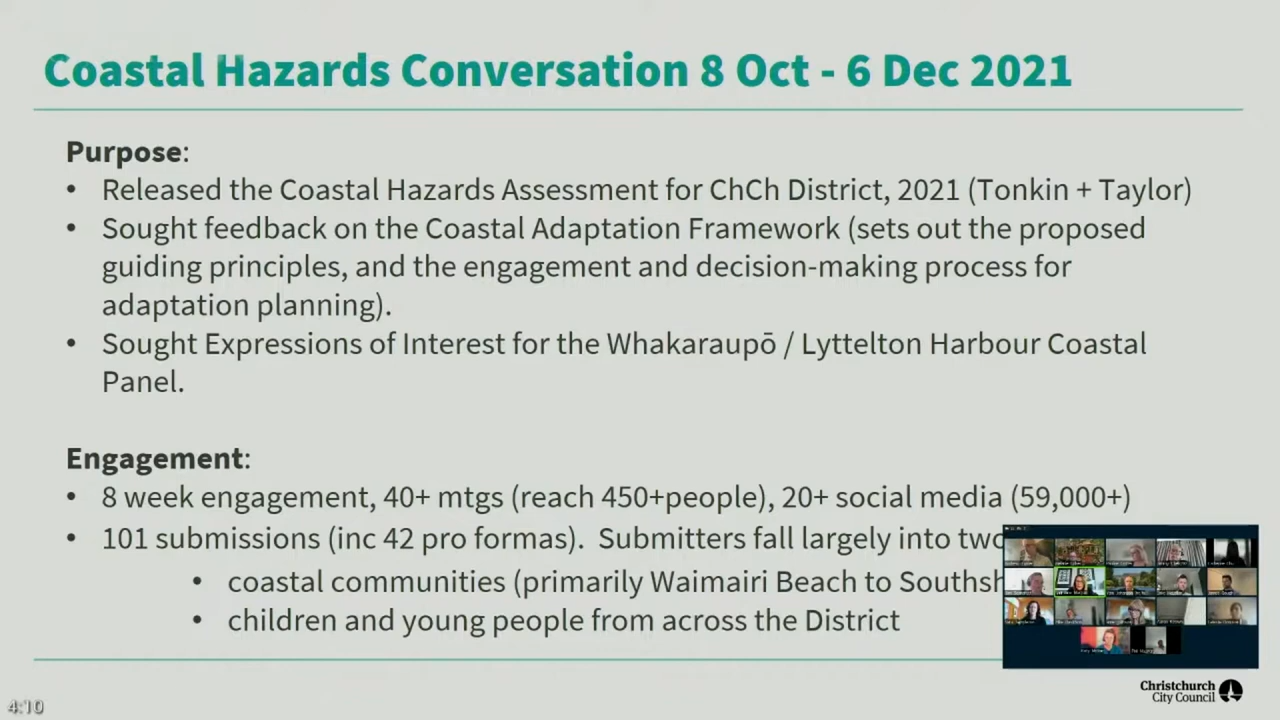 Coastal Hazards Conversation 8 Oct - 6 Dec 2021
Purpose:
• Released the Coastal Hazards Assessment for ChCh District, 2021 (Tonkin + Taylor)
• Sought feedback on the Coastal Adaptation Framework (sets out the proposed
guiding principles, and the engagement and decision-making process for
adaptation planning).
• Sought Expressions of Interest for the Whakaraupō / Lyttelton Harbour Coastal
Panel.
Engagement:
• 8 week engagement, 40+ mtgs (reach 450+people), 20+ social media (59,000+)
• 101 submissions (inc 42 pro formas). Submitters fall largely into two
• coastal communities (primarily Waimairi Beach to Southsh
• children and young people from across the District
Christchurch
City Council
4:10